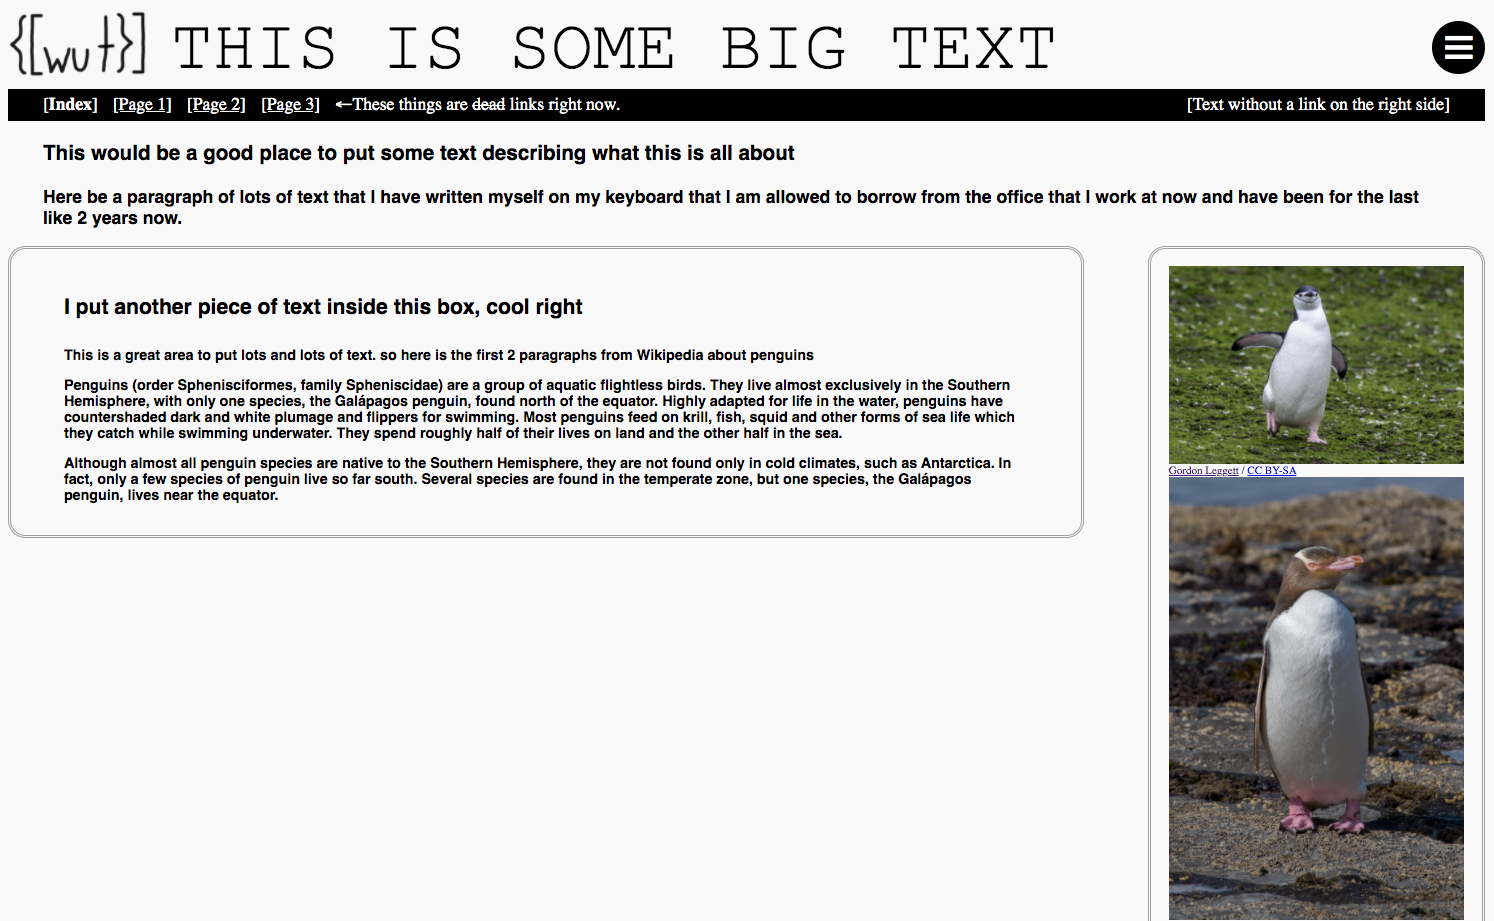 {[wut}]
THIS IS SOME BIG TEXT
[Index] [Page 1] [Page 2] [Page 3] ←These things are dead links right now. [Text without a link on the right side]
This would be a good place to put some text describing what this is all about
Here be a paragraph of lots of text that I have written myself on my keyboard that I am allowed to borrow from the office that I work at now and have been for the last
like 2 years now.
I put another piece of text inside this box, cool right
This is a great area to put lots and lots of text. so here is the first 2 paragraphs from Wikipedia about penguins
Penguins (order Sphenisciformes, family Spheniscidae) are a group of aquatic flightless birds. They live almost exclusively in the Southern
Hemisphere, with only one species, the Galápagos penguin, found north of the equator. Highly adapted for life in the water, penguins have
countershaded dark and white plumage and flippers for swimming. Most penguins feed on krill, fish, squid and other forms of sea life which
they catch while swimming underwater. They spend roughly half of their lives on land and the other half in the sea.
Although almost all penguin species are native to the Southern Hemisphere, they are not found only in cold climates, such as Antarctica. In
fact, only a few species of penguin live so far south. Several species are found in the temperate zone, but one species, the Galápagos
penguin, lives near the equator.
Gordon Leggett / CC BY-SA